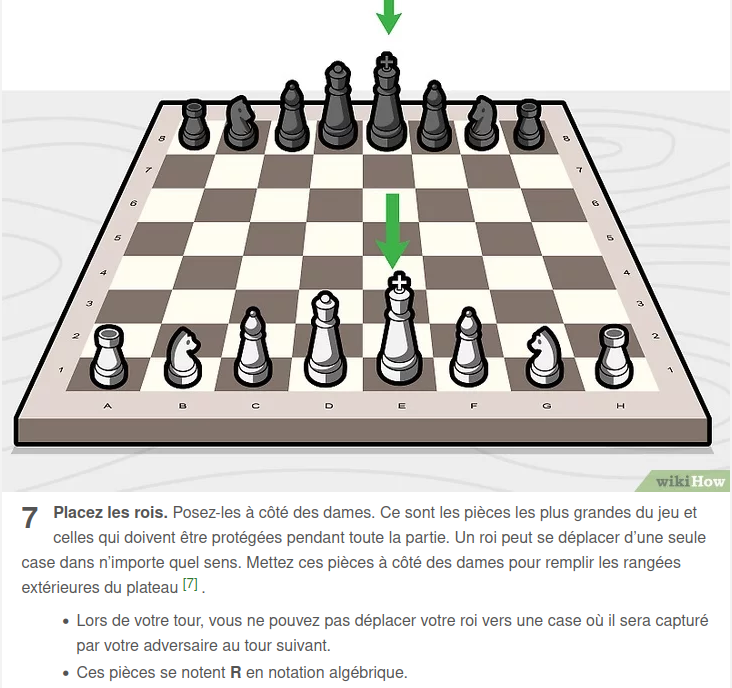 8 8
7 7
6 6
5 5
4 4
3 3
2 2
1 1
A B C D E F G H
wikiHow
7 Placez les rois. Posez-les à côté des dames. Ce sont les pièces les plus grandes du jeu et
celles qui doivent être protégées pendant toute la partie. Un roi peut se déplacer d’une seule
case dans n’importe quel sens. Mettez ces pièces à côté des dames pour remplir les rangées
extérieures du plateau [7] .
• Lors de votre tour, vous ne pouvez pas déplacer votre roi vers une case où il sera capturé
par votre adversaire au tour suivant.
• Ces pièces se notent R en notation algébrique.